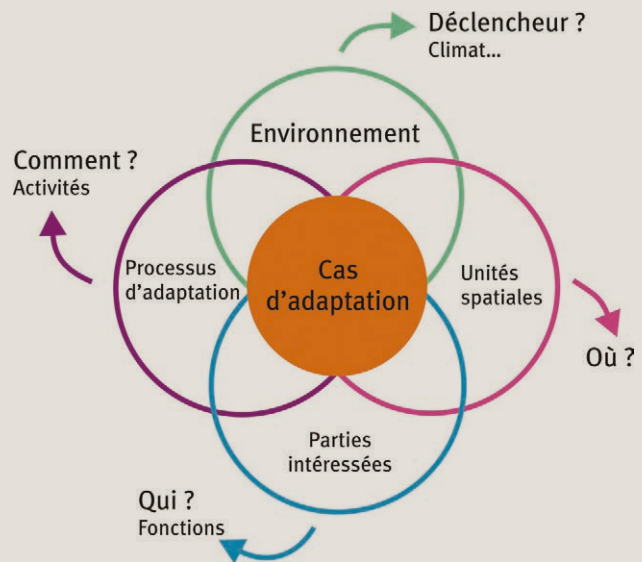 Déclencheur ?
Climat...
Environnement
Comment ?
Activités
Processus
d'adaptation
Cas
d'adaptation
Unités
spatiales
Où ?
Parties
intéressées
Qui ?
Fonctions